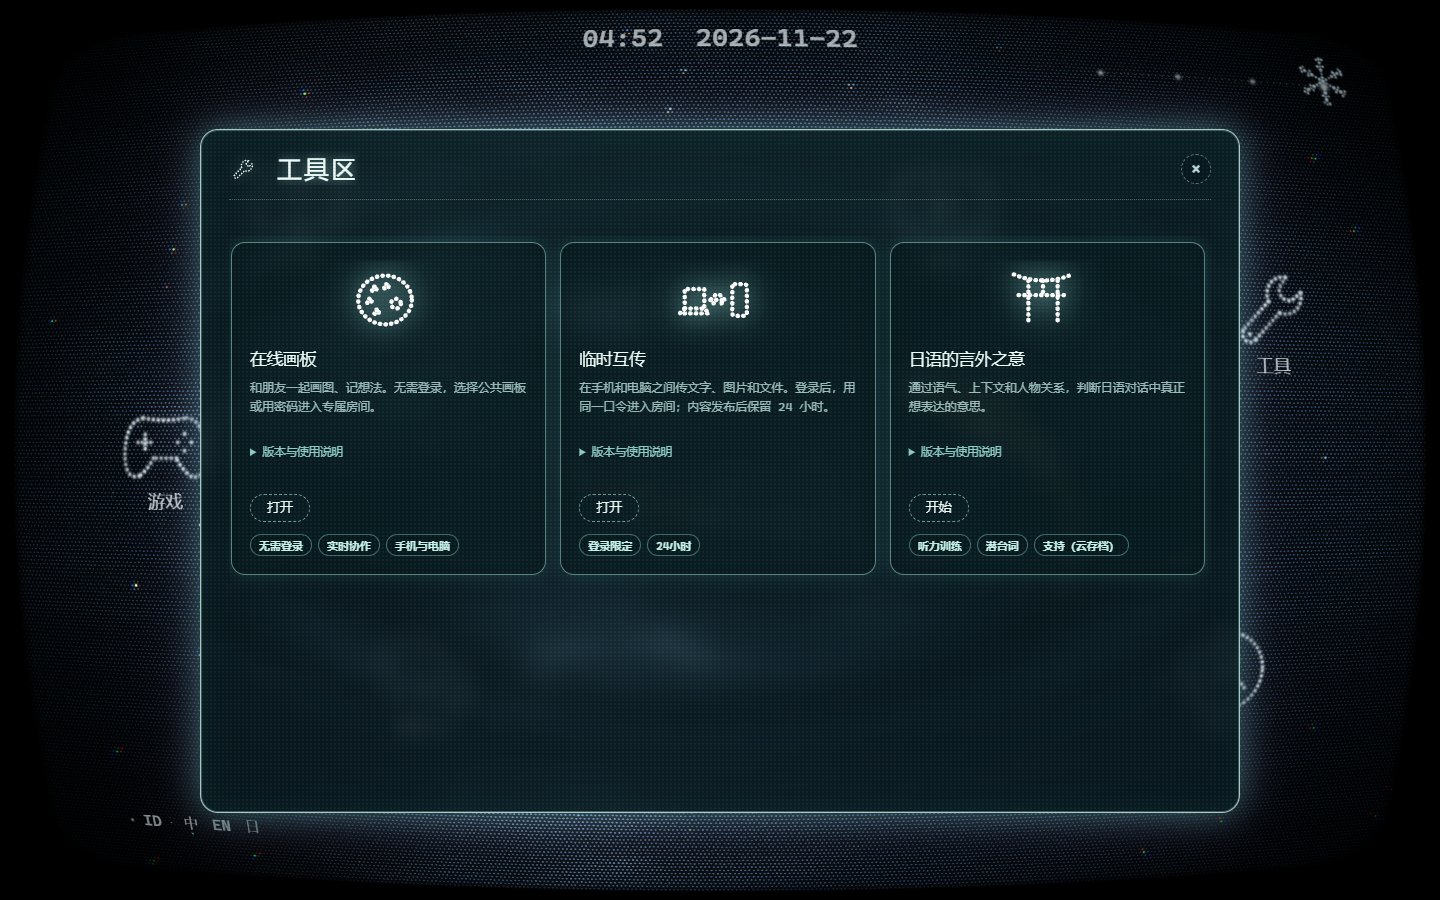 04:52 2026-11-22
工具区
在线画板
和朋友一起画图、记想法。无需登录，选择公共画板
或用密码进入专属房间。
版本与使用说明
打开
无需登录 实时协作 手机与电脑
临时互传
在手机和电脑之间传文字、图片和文件。登录后，用
同一口令进入房间；内容发布后保留 24 小时。
版本与使用说明
打开
登录限定 24小时
日语的言外之意
通过语气、上下文和人物关系，判断日语对话中真正
想表达的意思。
版本与使用说明
开始
听力训练 潜台词 支持（云存档）
工具
游戏
ID 中 EN 日